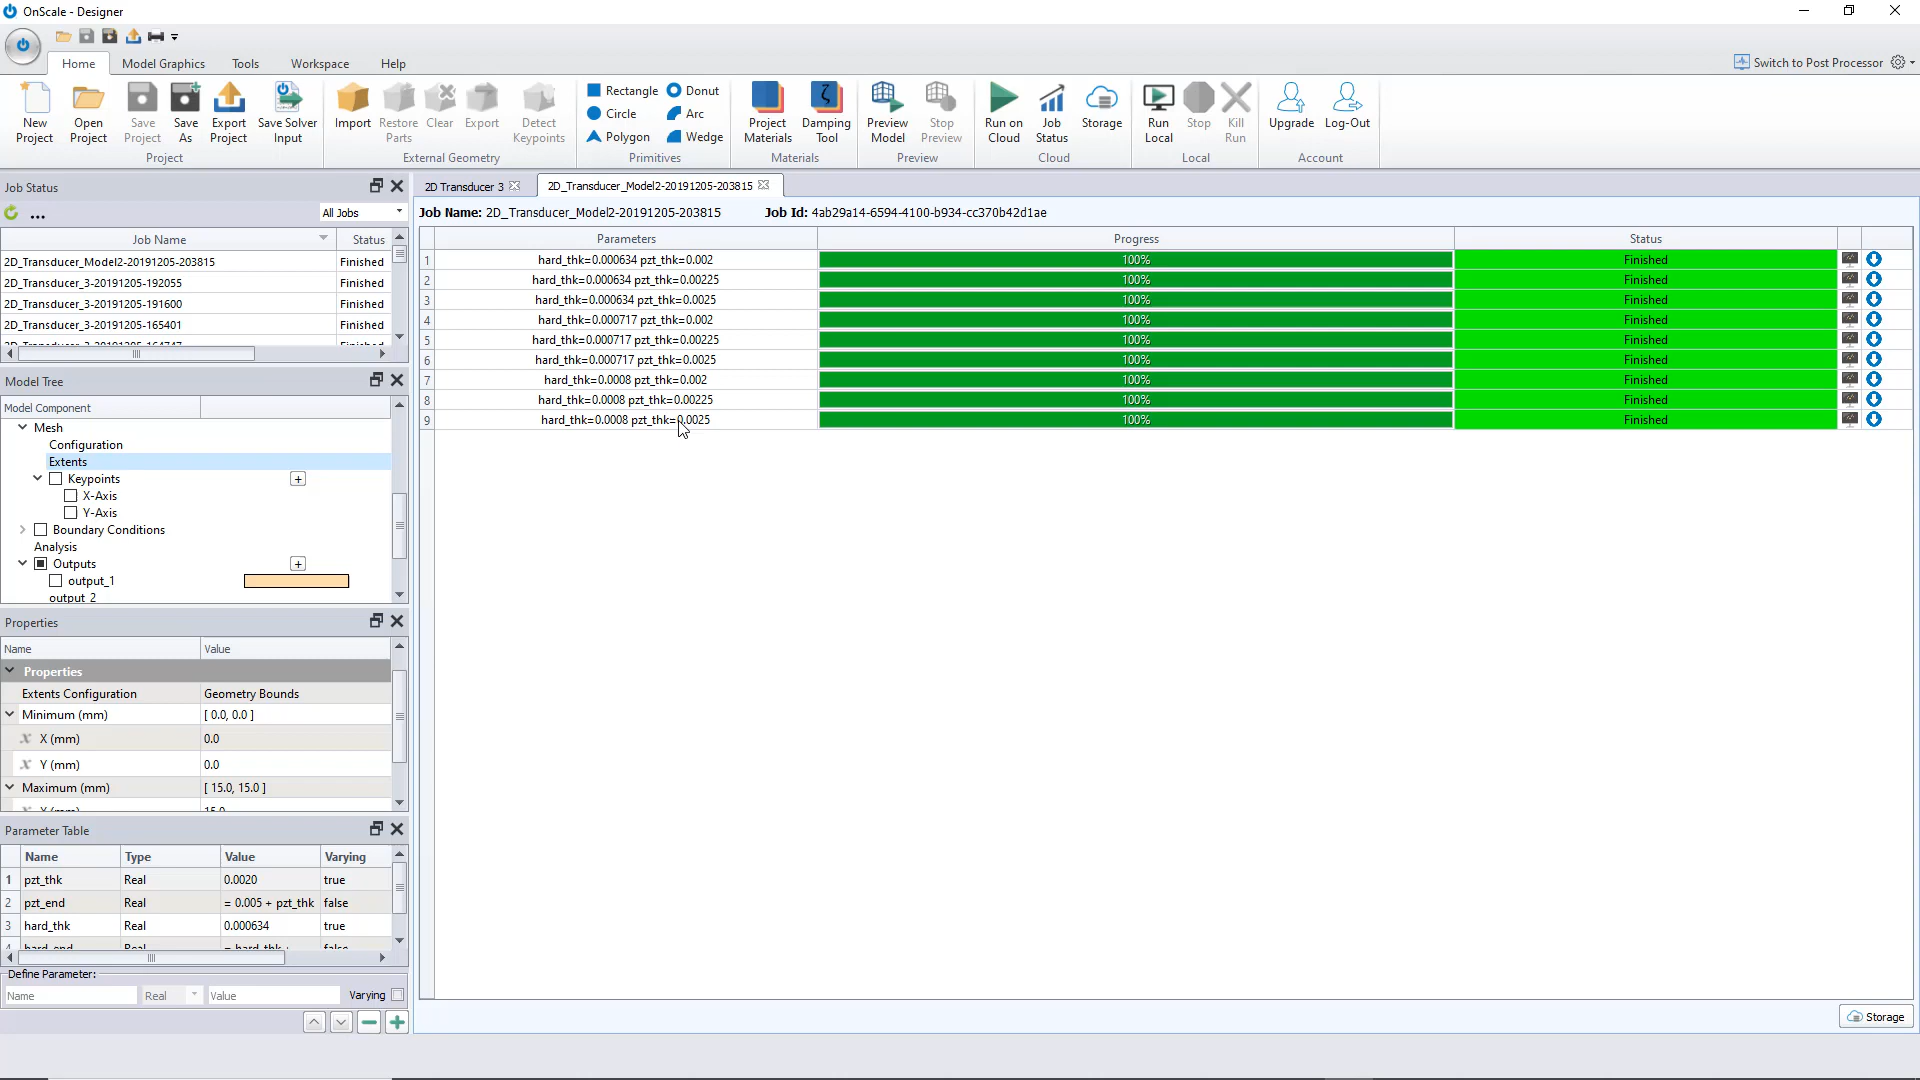 OnScale - Designer
Home Model Graphics Tools Workspace Help
Switch to Post Processor
New Project
Open Project
Save Project
Save As
Export Project
Save Solver Input
Project
Import
Restore Parts
Clear
Export
Detect Keypoints
External Geometry
Rectangle Donut
Circle Arc
Polygon Wedge
Primitives
Project Materials
Damping Tool
Materials
Preview Model
Stop Preview
Preview
Run on Cloud
Job Status
Storage
Cloud
Run Local
Stop
Kill Run
Local
Upgrade
Log-Out
Account
Job Status
...
All Jobs
Job Name Status
2D_Transducer_Model2-20191205-203815 Finished
2D_Transducer_3-20191205-192055 Finished
2D_Transducer_3-20191205-191600 Finished
2D_Transducer_3-20191205-165401 Finished
2D_Transducer_3-20191205-164747 Finished
Model Tree
Model Component
Mesh
Configuration
Extents
Keypoints
X-Axis
Y-Axis
Boundary Conditions
Analysis
Outputs
output_1
output_2
Properties
Name Value
Properties
Extents Configuration Geometry Bounds
Minimum (mm) [ 0.0, 0.0 ]
X (mm) 0.0
Y (mm) 0.0
Maximum (mm) [ 15.0, 15.0 ]
X (mm) 15.0
Parameter Table
Name Type Value Varying
1 pzt_thk Real 0.0020 true
2 pzt_end Real = 0.005 + pzt_thk false
3 hard_thk Real 0.000634 true
4 hard_end Real = hard_thk + false
Define Parameter:
Name Real Value Varying
2D Transducer 3
2D_Transducer_Model2-20191205-203815
Job Name: 2D_Transducer_Model2-20191205-203815 Job Id: 4ab29a14-6594-4100-b934-cc370b42d1ae
Parameters Progress Status
1 hard_thk=0.000634 pzt_thk=0.002 100% Finished
2 hard_thk=0.000634 pzt_thk=0.00225 100% Finished
3 hard_thk=0.000634 pzt_thk=0.0025 100% Finished
4 hard_thk=0.000717 pzt_thk=0.002 100% Finished
5 hard_thk=0.000717 pzt_thk=0.00225 100% Finished
6 hard_thk=0.000717 pzt_thk=0.0025 100% Finished
7 hard_thk=0.0008 pzt_thk=0.002 100% Finished
8 hard_thk=0.0008 pzt_thk=0.00225 100% Finished
9 hard_thk=0.0008 pzt_thk=0.0025 100% Finished
Storage